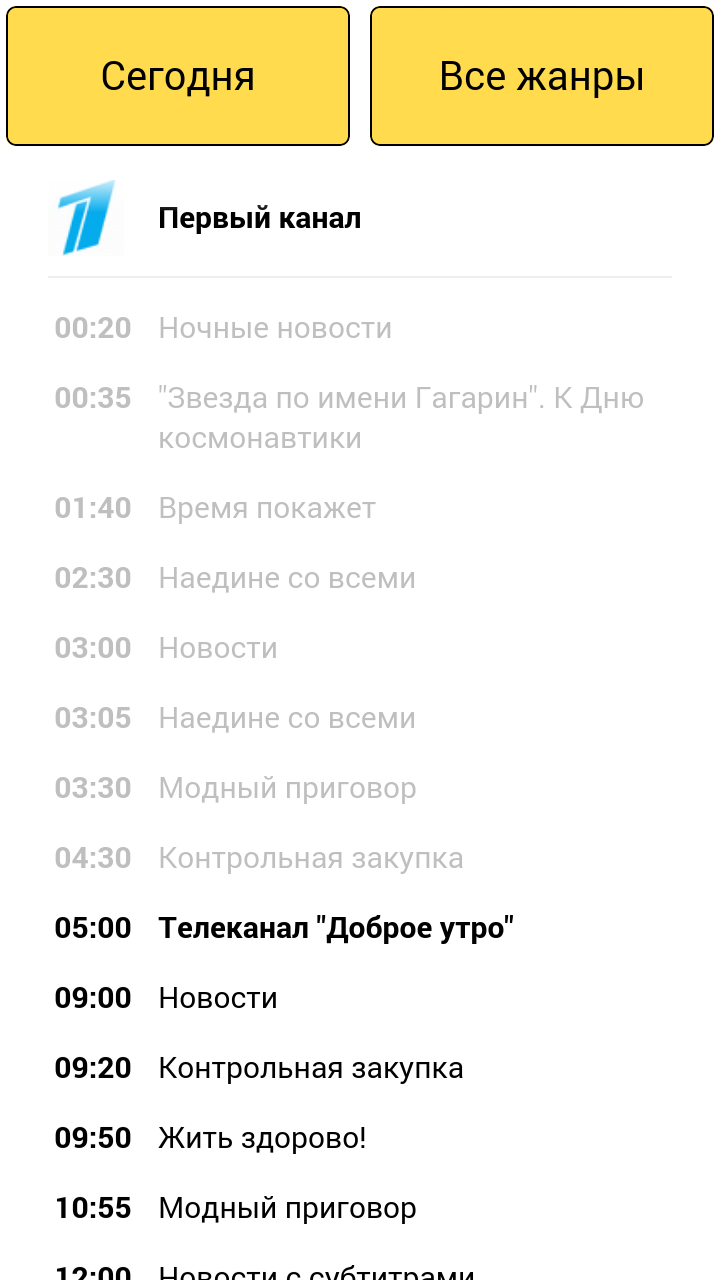 Сегодня
Все жанры
Первый канал
00:20 Ночные новости
00:35 "Звезда по имени Гагарин". К Дню
космонавтики
01:40 Время покажет
02:30 Наедине со всеми
03:00 Новости
03:05 Наедине со всеми
03:30 Модный приговор
04:30 Контрольная закупка
05:00 Телеканал "Доброе утро"
09:00 Новости
09:20 Контрольная закупка
09:50 Жить здорово!
10:55 Модный приговор
12:00 Новости с субтитрами